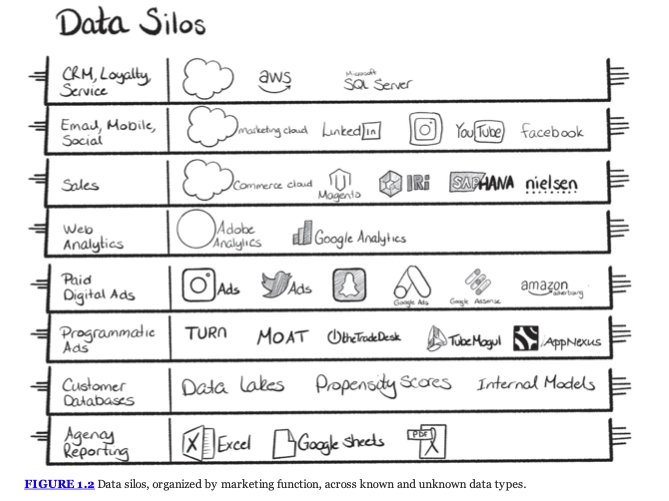 Data Silos
CRM, Loyalty,
Service
aws
Microsoft
SQL Server
Email, Mobile,
Social
marketing cloud
Linked in
YouTube
facebook
Sales
Commerce cloud
Magento
IRi
SAP HANA
nielsen
Web
Analytics
Adobe
Analytics
Google Analytics
Paid
Digital Ads
Ads
Ads
Google Ads
Google Adsense
amazon
advertising
Programmatic
Ads
TURN
MOAT
theTradeDesk
TubeMogul
AppNexus
Customer
Databases
Data Lakes
Propensity Scores
Internal Models
Agency
Reporting
X Excel
Google sheets
PDF
FIGURE 1.2 Data silos, organized by marketing function, across known and unknown data types.